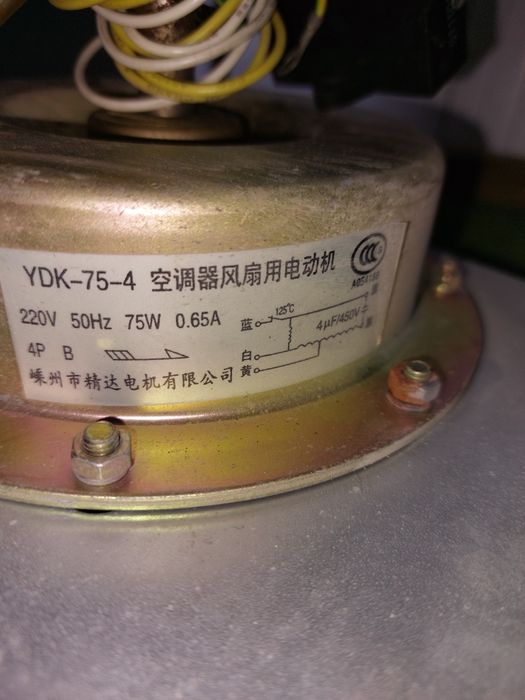 YDK-75-4 空调器风扇用电动机
CCC
220V 50Hz 75W 0.65A
4P B
嵊州市精达电机有限公司
125℃
4μF/450V
蓝
白
黄